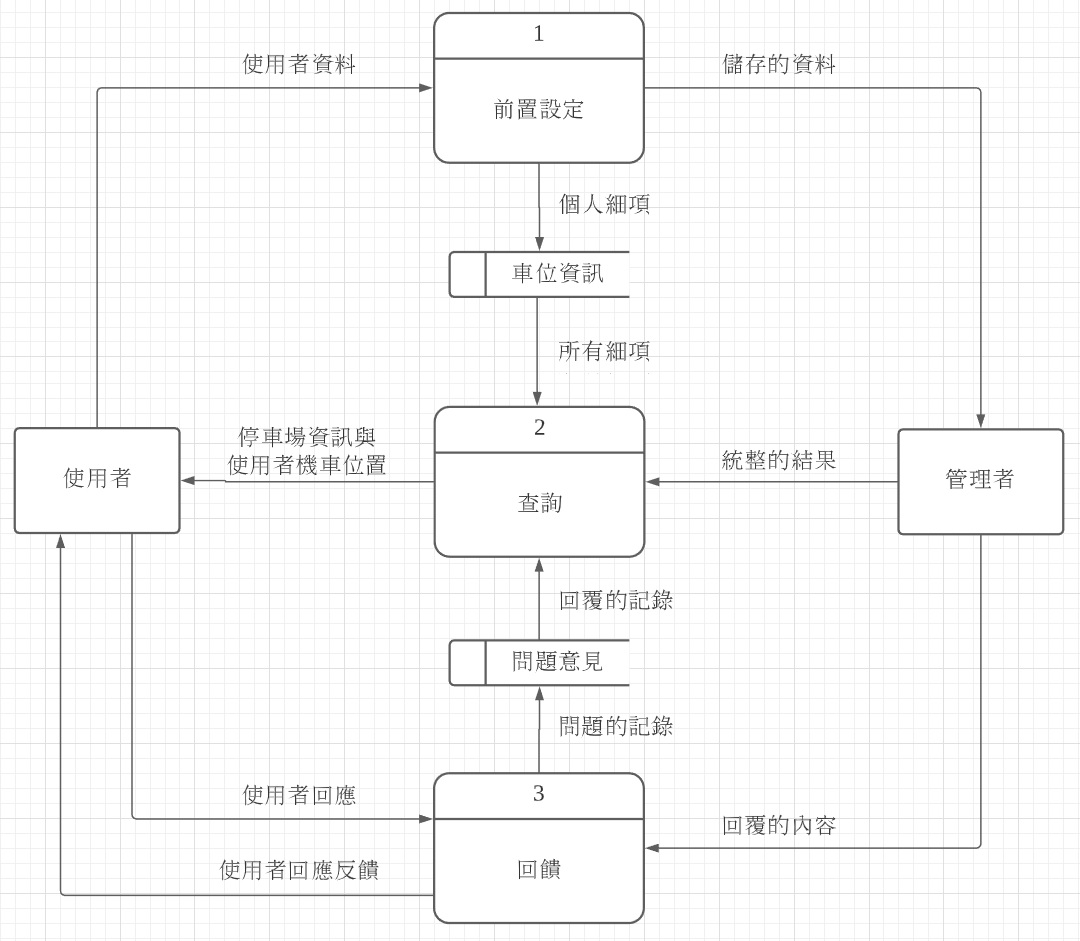 1
使用者資料
儲存的資料
前置設定
個人細項
車位資訊
所有細項
2
停車場資訊與
使用者機車位置
統整的結果
使用者
管理者
查詢
回覆的記錄
問題意見
問題的記錄
3
使用者回應
回覆的內容
使用者回應反饋
回饋